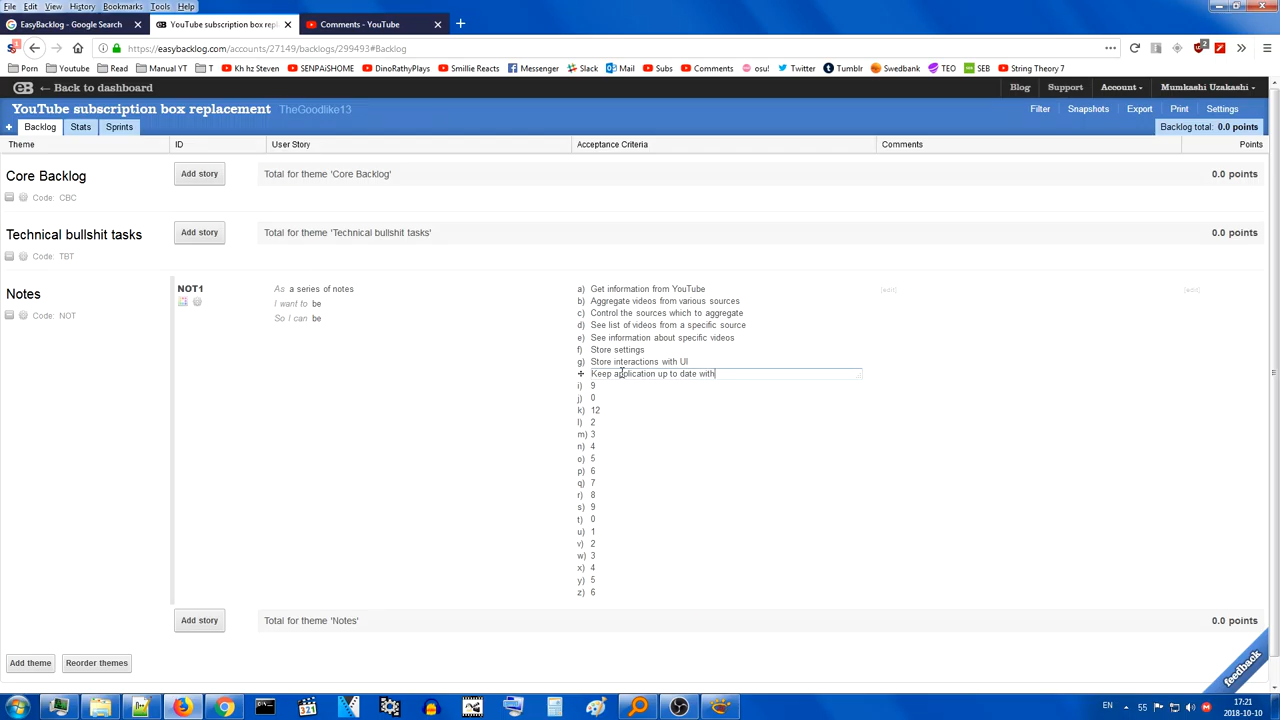 File Edit View History Bookmarks Tools Help
EasyBacklog - Google Search
YouTube subscription box repl
Comments - YouTube
https://easybacklog.com/accounts/27149/backlogs/299493#Backlog
Porn Youtube Read Manual YT T Kh hz Steven SENPAiSHOME DinoRathyPlays Smillie Reacts Messenger Slack Mail Subs Comments osu! Twitter Tumblr Swedbank TEO SEB String Theory 7
Back to dashboard
Blog Support Account Mumkashi Uzakashi
YouTube subscription box replacement TheGoodlike13
Filter Snapshots Export Print Settings
Backlog Stats Sprints
Backlog total: 0.0 points
Theme ID User Story Acceptance Criteria Comments Points
Core Backlog
Add story
Total for theme 'Core Backlog'
0.0 points
Code: CBC
Technical bullshit tasks
Add story
Total for theme 'Technical bullshit tasks'
0.0 points
Code: TBT
Notes
Code: NOT
NOT1
As a series of notes
I want to be
So I can be
a) Get information from YouTube
b) Aggregate videos from various sources
c) Control the sources which to aggregate
d) See list of videos from a specific source
e) See information about specific videos
f) Store settings
g) Store interactions with UI
Keep application up to date with
i) 9
j) 0
k) 12
l) 2
m) 3
n) 4
o) 5
p) 6
q) 7
r) 8
s) 9
t) 0
u) 1
v) 2
w) 3
x) 4
y) 5
z) 6
[edit] [edit]
Add story
Total for theme 'Notes'
0.0 points
Add theme Reorder themes
feedback
EN 55 17:21
2018-10-10